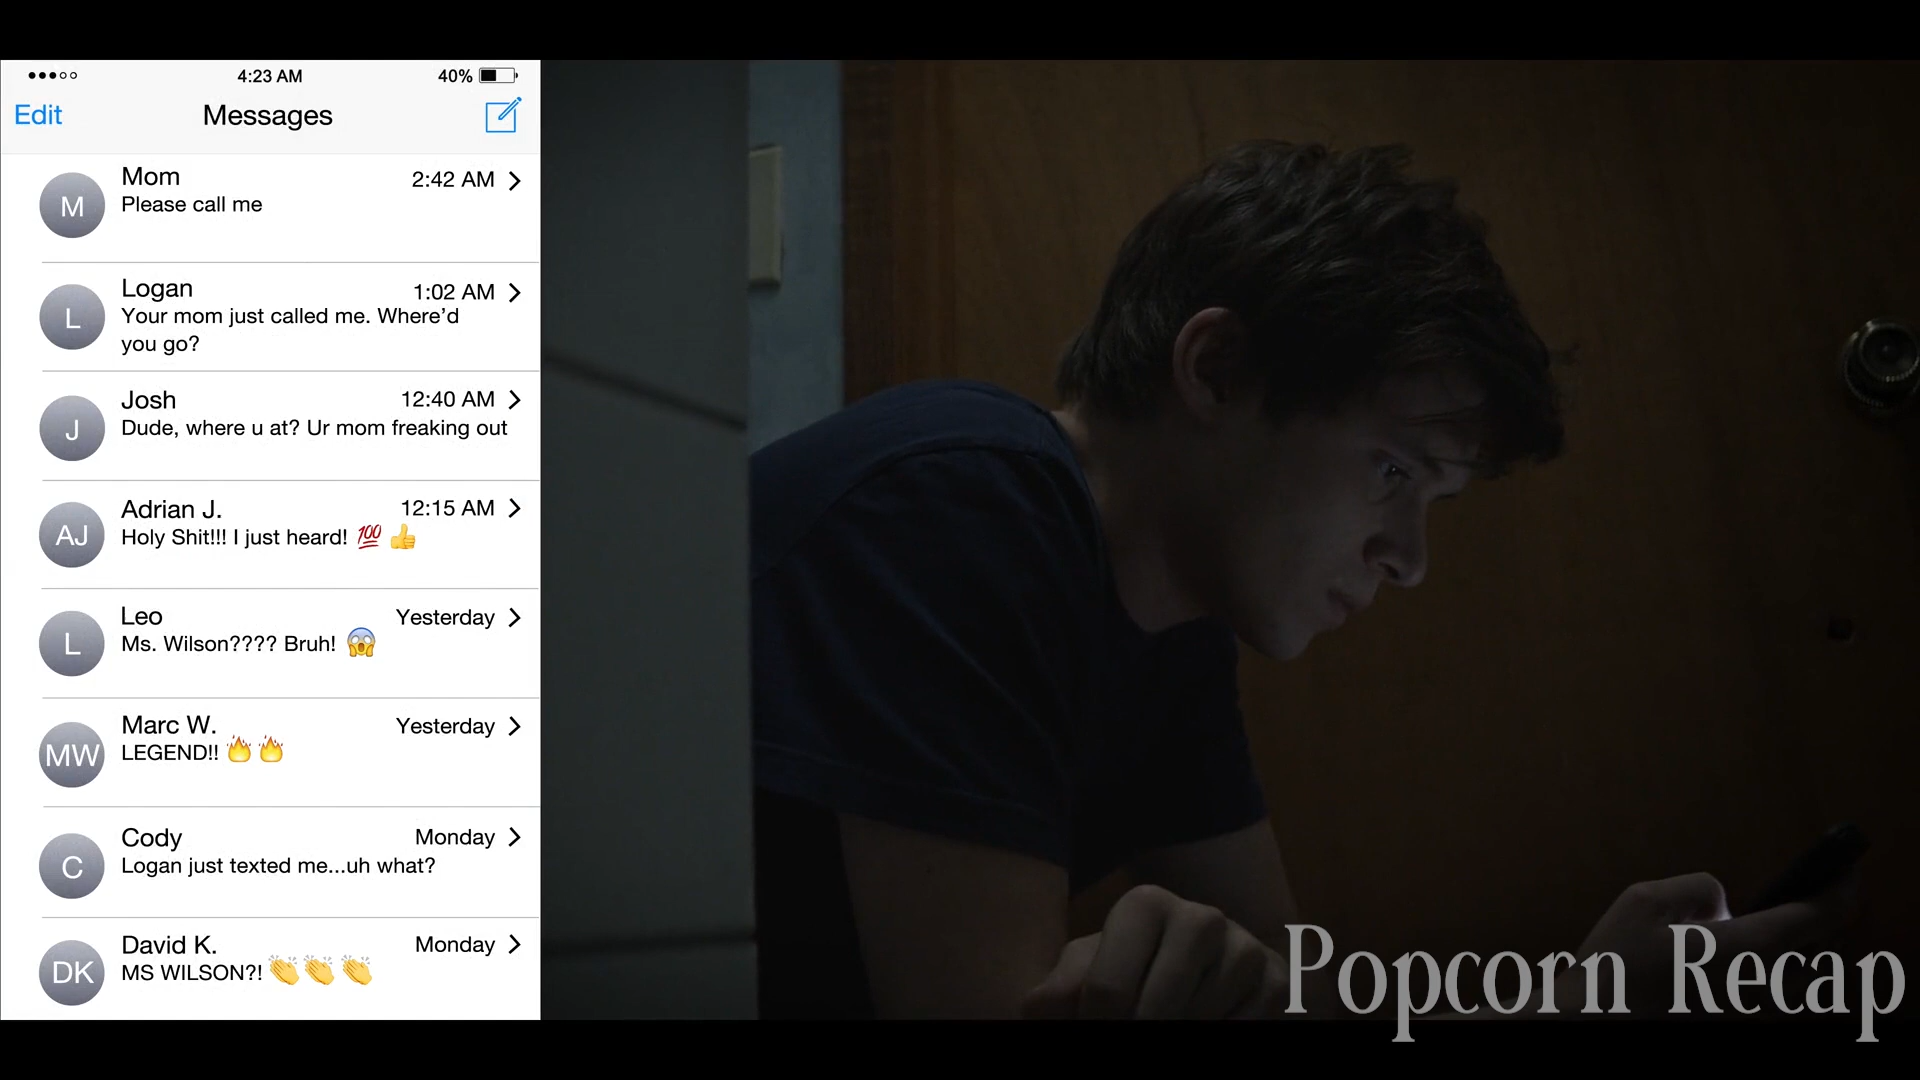 4:23 AM 40%
Edit Messages
M Mom 2:42 AM
Please call me
L Logan 1:02 AM
Your mom just called me. Where’d
you go?
J Josh 12:40 AM
Dude, where u at? Ur mom freaking out
AJ Adrian J. 12:15 AM
Holy Shit!!! I just heard! 💯 👍
L Leo Yesterday
Ms. Wilson???? Bruh! 😱
MW Marc W. Yesterday
LEGEND!! 🔥 🔥
C Cody Monday
Logan just texted me...uh what?
DK David K. Monday
MS WILSON?! 👏 👏 👏
Popcorn Recap